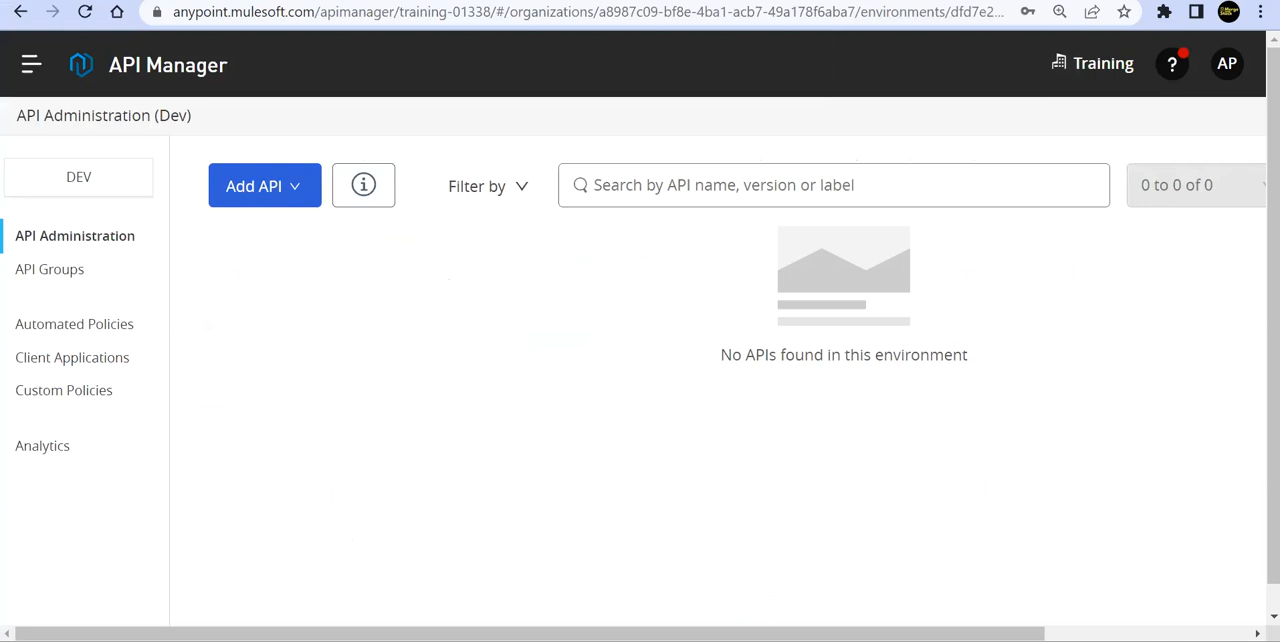 anypoint.mulesoft.com/apimanager/training-01338/#/organizations/a8987c09-bf8e-4ba1-acb7-49a178f6aba7/environments/dfd7e2...
API Manager
Training
?
AP
API Administration (Dev)
DEV
API Administration
API Groups
Automated Policies
Client Applications
Custom Policies
Analytics
Add API
Filter by
Search by API name, version or label
0 to 0 of 0
No APIs found in this environment